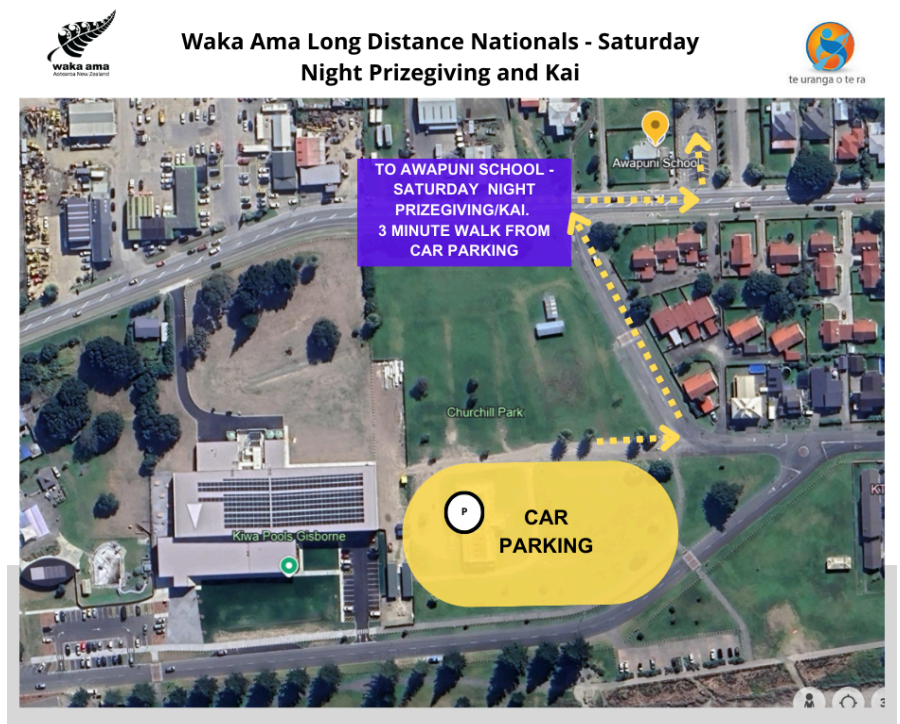 Waka Ama Long Distance Nationals - Saturday
Night Prizegiving and Kai
waka ama
Aotearoa New Zealand
te uranga o te ra
TO AWAPUNI SCHOOL -
SATURDAY NIGHT
PRIZEGIVING/KAI.
3 MINUTE WALK FROM
CAR PARKING
Awapuni School
Churchill Park
Kiwa Pools Gisborne
P
CAR
PARKING
3